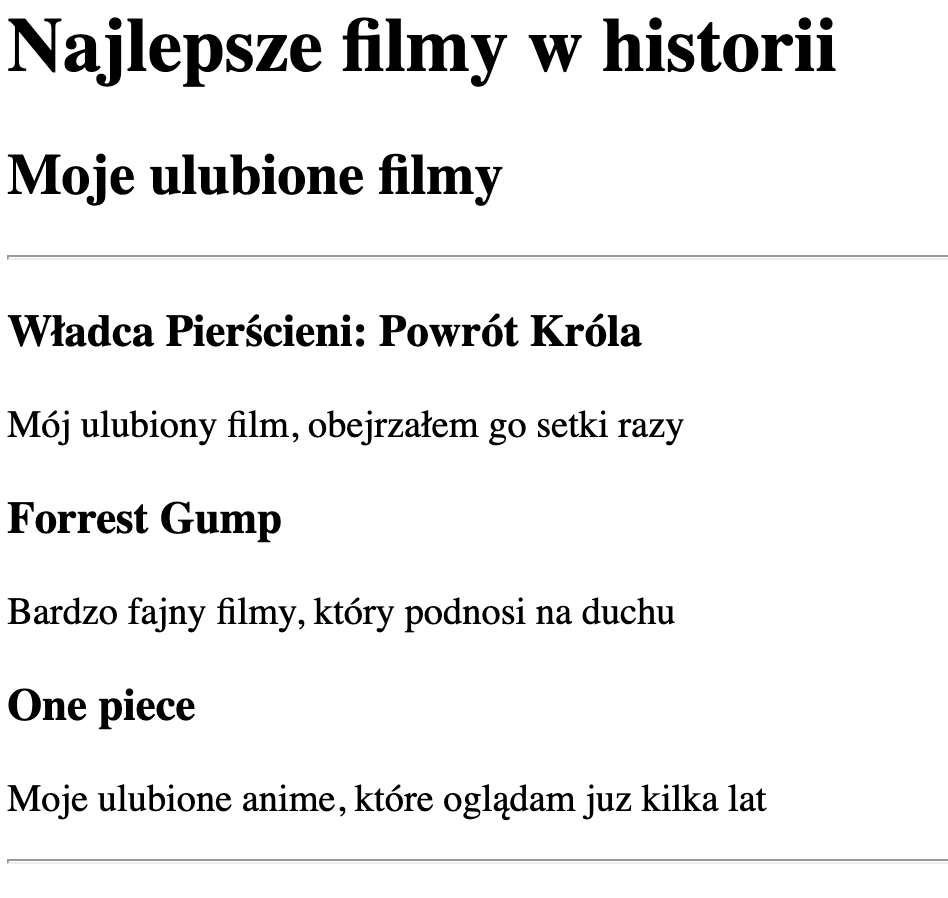 Najlepsze filmy w historii
Moje ulubione filmy
Władca Pierścieni: Powrót Króla
Mój ulubiony film, obejrzałem go setki razy
Forrest Gump
Bardzo fajny filmy, który podnosi na duchu
One piece
Moje ulubione anime, które oglądam juz kilka lat